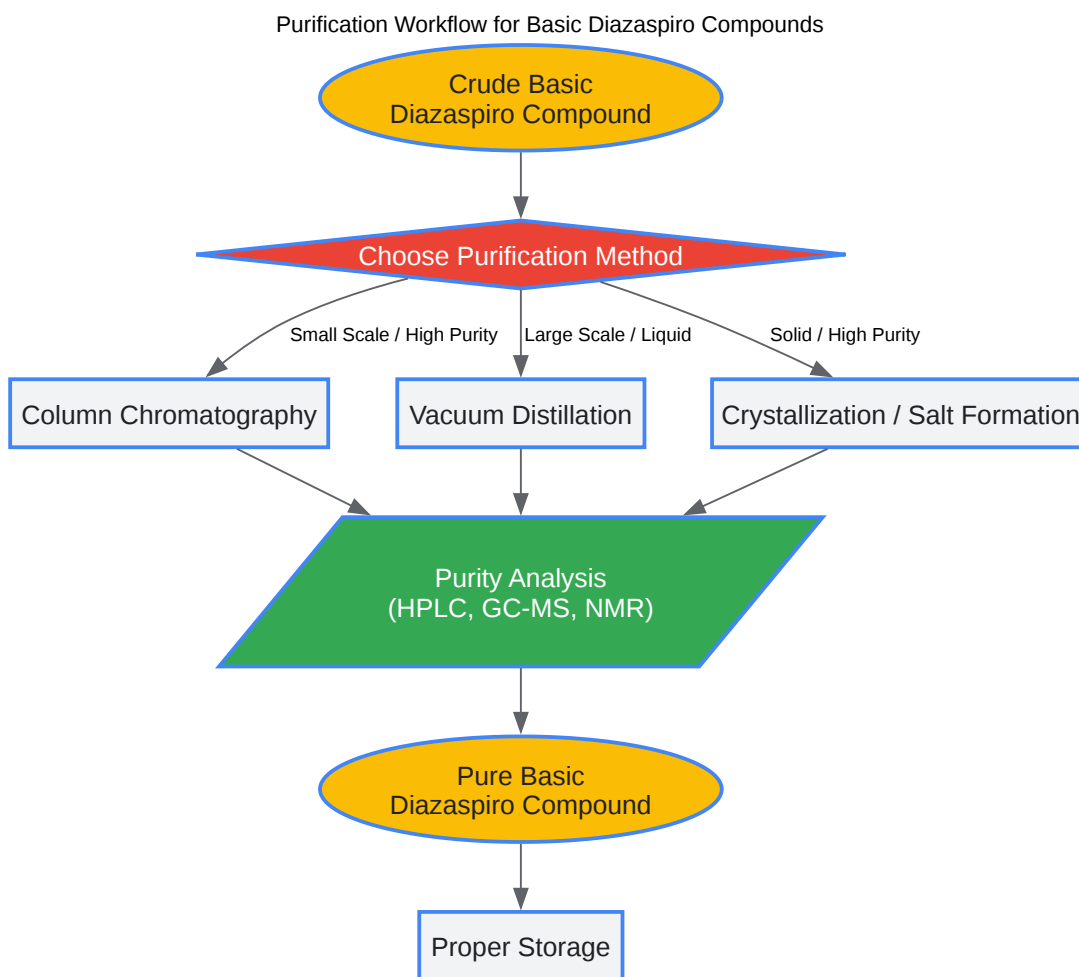 Purification Workflow for Basic Diazaspiro Compounds
Crude Basic
Diazaspiro Compound
Choose Purification Method
Small Scale / High Purity
Large Scale / Liquid
Solid / High Purity
Column Chromatography
Vacuum Distillation
Crystallization / Salt Formation
Purity Analysis
(HPLC, GC-MS, NMR)
Pure Basic
Diazaspiro Compound
Proper Storage